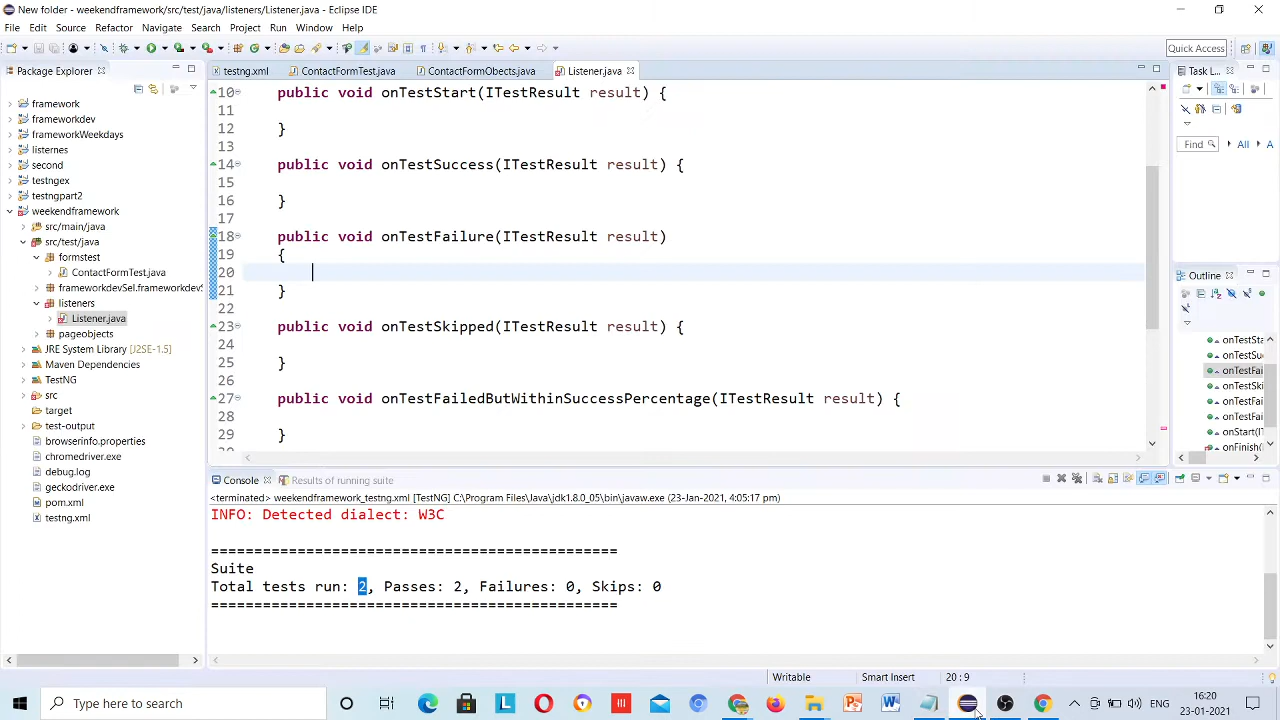 New folder - weekendframework/src/test/java/listeners/Listener.java - Eclipse IDE
File Edit Source Refactor Navigate Search Project Run Window Help
Quick Access
Package Explorer
testng.xml ContactFormTest.java ContactFormObects.java Listener.java
Task L...
framework
frameworkdev
frameworkWeekdays
listernes
second
testngex
testngpart2
weekendframework
src/main/java
src/test/java
formstest
ContactFormTest.java
frameworkdevSel.frameworkdevS
listeners
Listener.java
pageobjects
JRE System Library [J2SE-1.5]
Maven Dependencies
TestNG
src
target
test-output
browserinfo.properties
chromedriver.exe
debug.log
geckodriver.exe
pom.xml
testng.xml
10 public void onTestStart(ITestResult result) {
11
12 }
13
14 public void onTestSuccess(ITestResult result) {
15
16 }
17
18 public void onTestFailure(ITestResult result)
19 {
20
21 }
22
23 public void onTestSkipped(ITestResult result) {
24
25 }
26
27 public void onTestFailedButWithinSuccessPercentage(ITestResult result) {
28
29 }
Find All A
Outline
onTestSta
onTestSu
onTestFai
onTestSki
onTestFai
onTestFai
onStart(IT
onFinish(I
Console Results of running suite
<terminated> weekendframework_testng.xml [TestNG] C:\Program Files\Java\jdk1.8.0_05\bin\javaw.exe (23-Jan-2021, 4:05:17 pm)
INFO: Detected dialect: W3C
===============================================
Suite
Total tests run: 2, Passes: 2, Failures: 0, Skips: 0
===============================================
Writable Smart Insert 20 : 9
Type here to search
ENG
16:20
23-01-2021